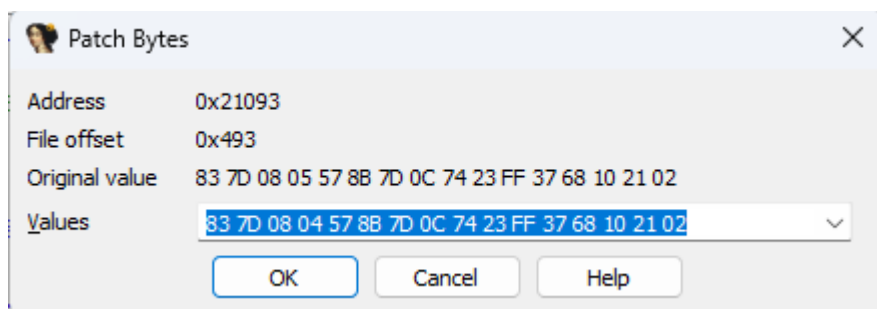 Patch Bytes
Address 0x21093
File offset 0x493
Original value 83 7D 08 05 57 8B 7D 0C 74 23 FF 37 68 10 21 02
Values 83 7D 08 04 57 8B 7D 0C 74 23 FF 37 68 10 21 02
OK Cancel Help